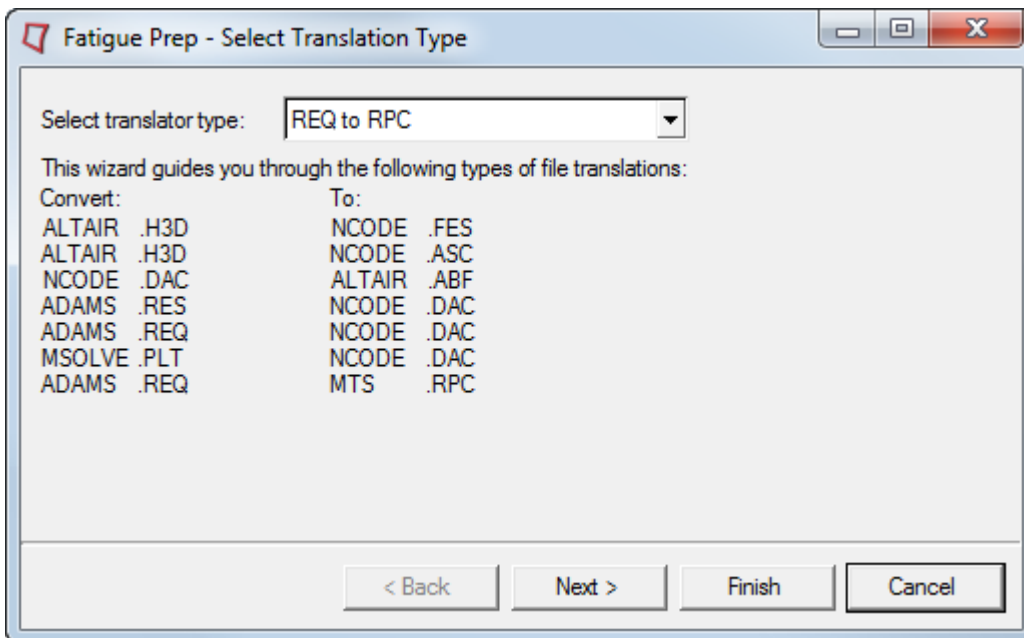 Fatigue Prep - Select Translation Type
Select translator type: REQ to RPC
This wizard guides you through the following types of file translations:
Convert: To:
ALTAIR .H3D NCODE .FES
ALTAIR .H3D NCODE .ASC
NCODE .DAC ALTAIR .ABF
ADAMS .RES NCODE .DAC
ADAMS .REQ NCODE .DAC
MSOLVE .PLT NCODE .DAC
ADAMS .REQ MTS .RPC
< Back Next > Finish Cancel